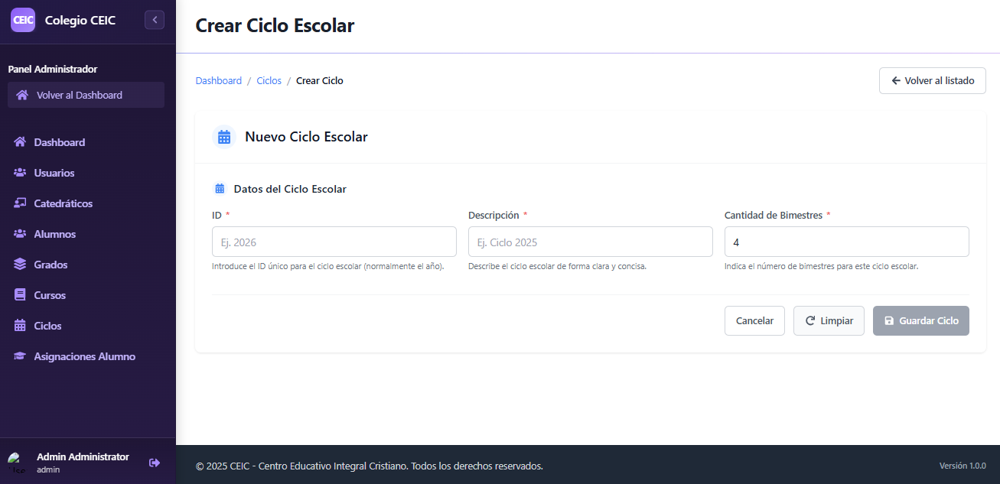 CEIC Colegio CEIC
Panel Administrador
Volver al Dashboard
Dashboard
Usuarios
Catedráticos
Alumnos
Grados
Cursos
Ciclos
Asignaciones Alumno
Admin Administrator
admin
Crear Ciclo Escolar
Dashboard / Ciclos / Crear Ciclo
Volver al listado
Nuevo Ciclo Escolar
Datos del Ciclo Escolar
ID * Descripción * Cantidad de Bimestres *
Ej. 2026 Ej. Ciclo 2025 4
Introduce el ID único para el ciclo escolar (normalmente el año). Describe el ciclo escolar de forma clara y concisa. Indica el número de bimestres para este ciclo escolar.
Cancelar Limpiar Guardar Ciclo
© 2025 CEIC - Centro Educativo Integral Cristiano. Todos los derechos reservados. Versión 1.0.0